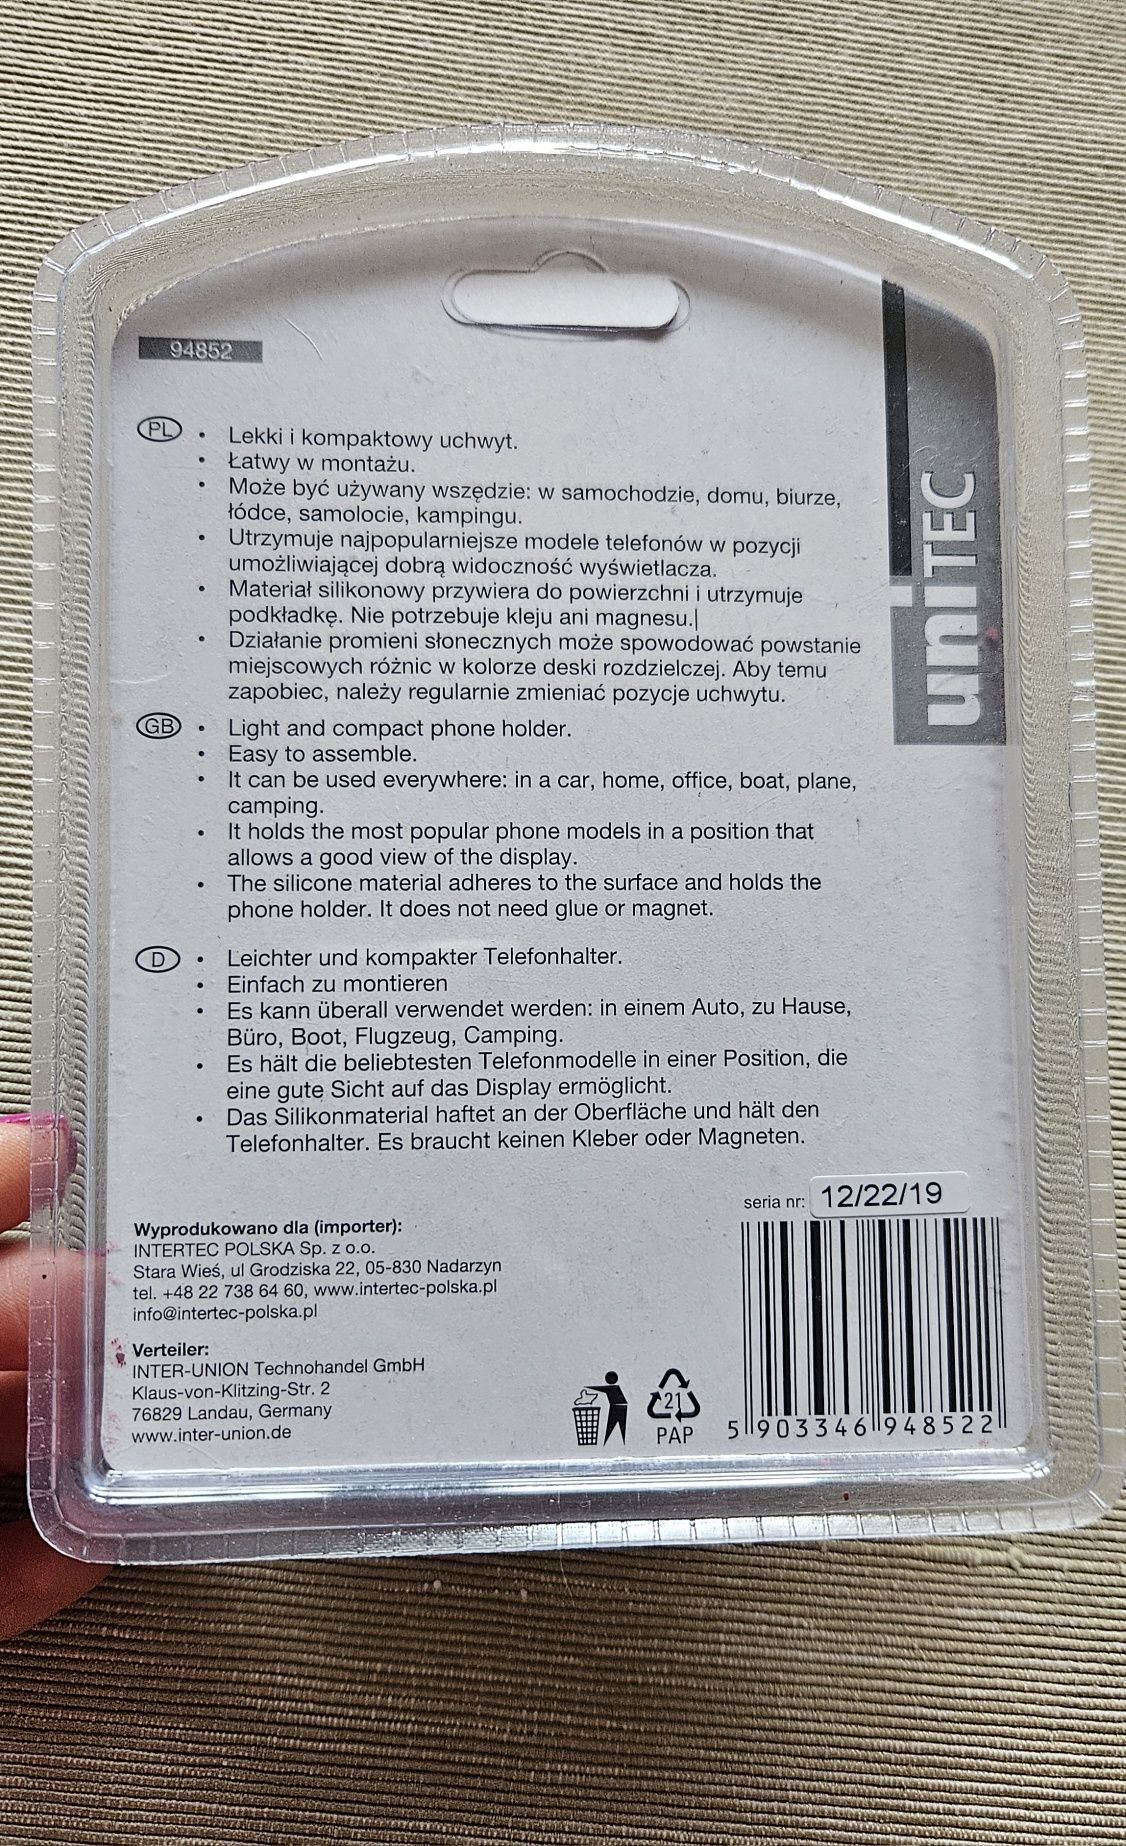 94852
PL
• Lekki i kompaktowy uchwyt.
• Łatwy w montażu.
• Może być używany wszędzie: w samochodzie, domu, biurze,
łódce, samolocie, kampingu.
• Utrzymuje najpopularniejsze modele telefonów w pozycji
umożliwiającej dobrą widoczność wyświetlacza.
• Materiał silikonowy przywiera do powierzchni i utrzymuje
podkładkę. Nie potrzebuje kleju ani magnesu.|
• Działanie promieni słonecznych może spowodować powstanie
miejscowych różnic w kolorze deski rozdzielczej. Aby temu
zapobiec, należy regularnie zmieniać pozycje uchwytu.
GB
• Light and compact phone holder.
• Easy to assemble.
• It can be used everywhere: in a car, home, office, boat, plane,
camping.
• It holds the most popular phone models in a position that
allows a good view of the display.
• The silicone material adheres to the surface and holds the
phone holder. It does not need glue or magnet.
D
• Leichter und kompakter Telefonhalter.
• Einfach zu montieren
• Es kann überall verwendet werden: in einem Auto, zu Hause,
Büro, Boot, Flugzeug, Camping.
• Es hält die beliebtesten Telefonmodelle in einer Position, die
eine gute Sicht auf das Display ermöglicht.
• Das Silikonmaterial haftet an der Oberfläche und hält den
Telefonhalter. Es braucht keinen Kleber oder Magneten.
uniTEC
Wyprodukowano dla (importer):
INTERTEC POLSKA Sp. z o.o.
Stara Wieś, ul Grodziska 22, 05-830 Nadarzyn
tel. +48 22 738 64 60, www.intertec-polska.pl
info@intertec-polska.pl
Verteiler:
INTER-UNION Technohandel GmbH
Klaus-von-Klitzing-Str. 2
76829 Landau, Germany
www.inter-union.de
21
PAP
seria nr: 12/22/19
5 903346 948522